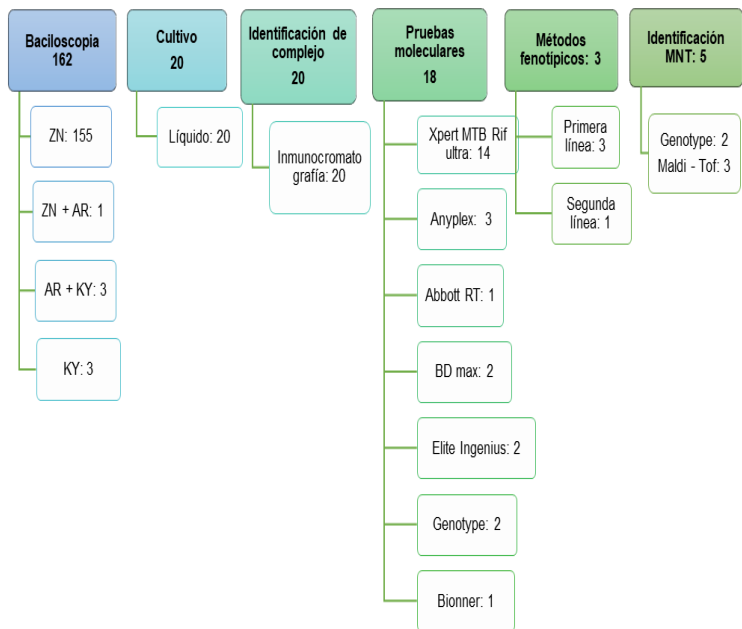 Baciloscopia
162
ZN: 155
ZN + AR: 1
AR + KY: 3
KY: 3
Cultivo
20
Líquido: 20
Identificación de
complejo
20
Inmunocromato
grafía: 20
Pruebas
moleculares
18
Xpert MTB Rif
ultra: 14
Anyplex: 3
Abbott RT: 1
BD max: 2
Elite Ingenius: 2
Genotype: 2
Bionner: 1
Métodos
fenotípicos: 3
Primera
línea: 3
Segunda
línea: 1
Identificación
MNT: 5
Genotype: 2
Maldi - Tof: 3